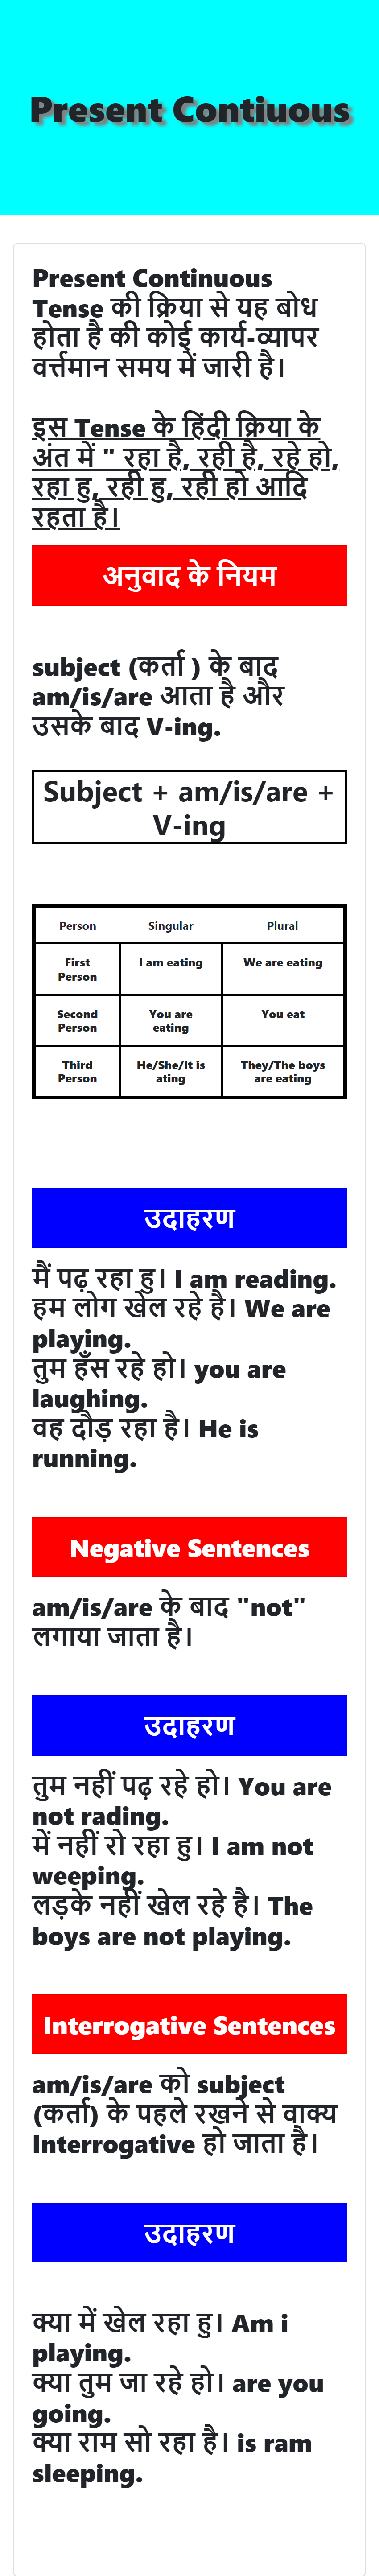 Present Contiuous
Present Continuous
Tense की क्रिया से यह बोध
होता है की कोई कार्य-व्यापर
वर्त्तमान समय में जारी है।
इस Tense के हिंदी क्रिया के
अंत में " रहा है, रही है, रहे हो,
रहा हु, रही हु, रही हो आदि
रहता है।
अनुवाद के नियम
subject (कर्ता ) के बाद
am/is/are आता है और
उसके बाद V-ing.
Subject + am/is/are +
V-ing
Person Singular Plural
First I am eating We are eating
Person
Second You are You eat
Person eating
Third He/She/It is They/The boys
Person ating are eating
उदाहरण
मैं पढ़ रहा हु। I am reading.
हम लोग खेल रहे है। We are
playing.
तुम हँस रहे हो। you are
laughing.
वह दौड़ रहा है। He is
running.
Negative Sentences
am/is/are के बाद "not"
लगाया जाता है।
उदाहरण
तुम नहीं पढ़ रहे हो। You are
not rading.
में नहीं रो रहा हु। I am not
weeping.
लड़के नहीं खेल रहे है। The
boys are not playing.
Interrogative Sentences
am/is/are को subject
(कर्ता) के पहले रखने से वाक्य
Interrogative हो जाता है।
उदाहरण
क्या में खेल रहा हु। Am i
playing.
क्या तुम जा रहे हो। are you
going.
क्या राम सो रहा है। is ram
sleeping.